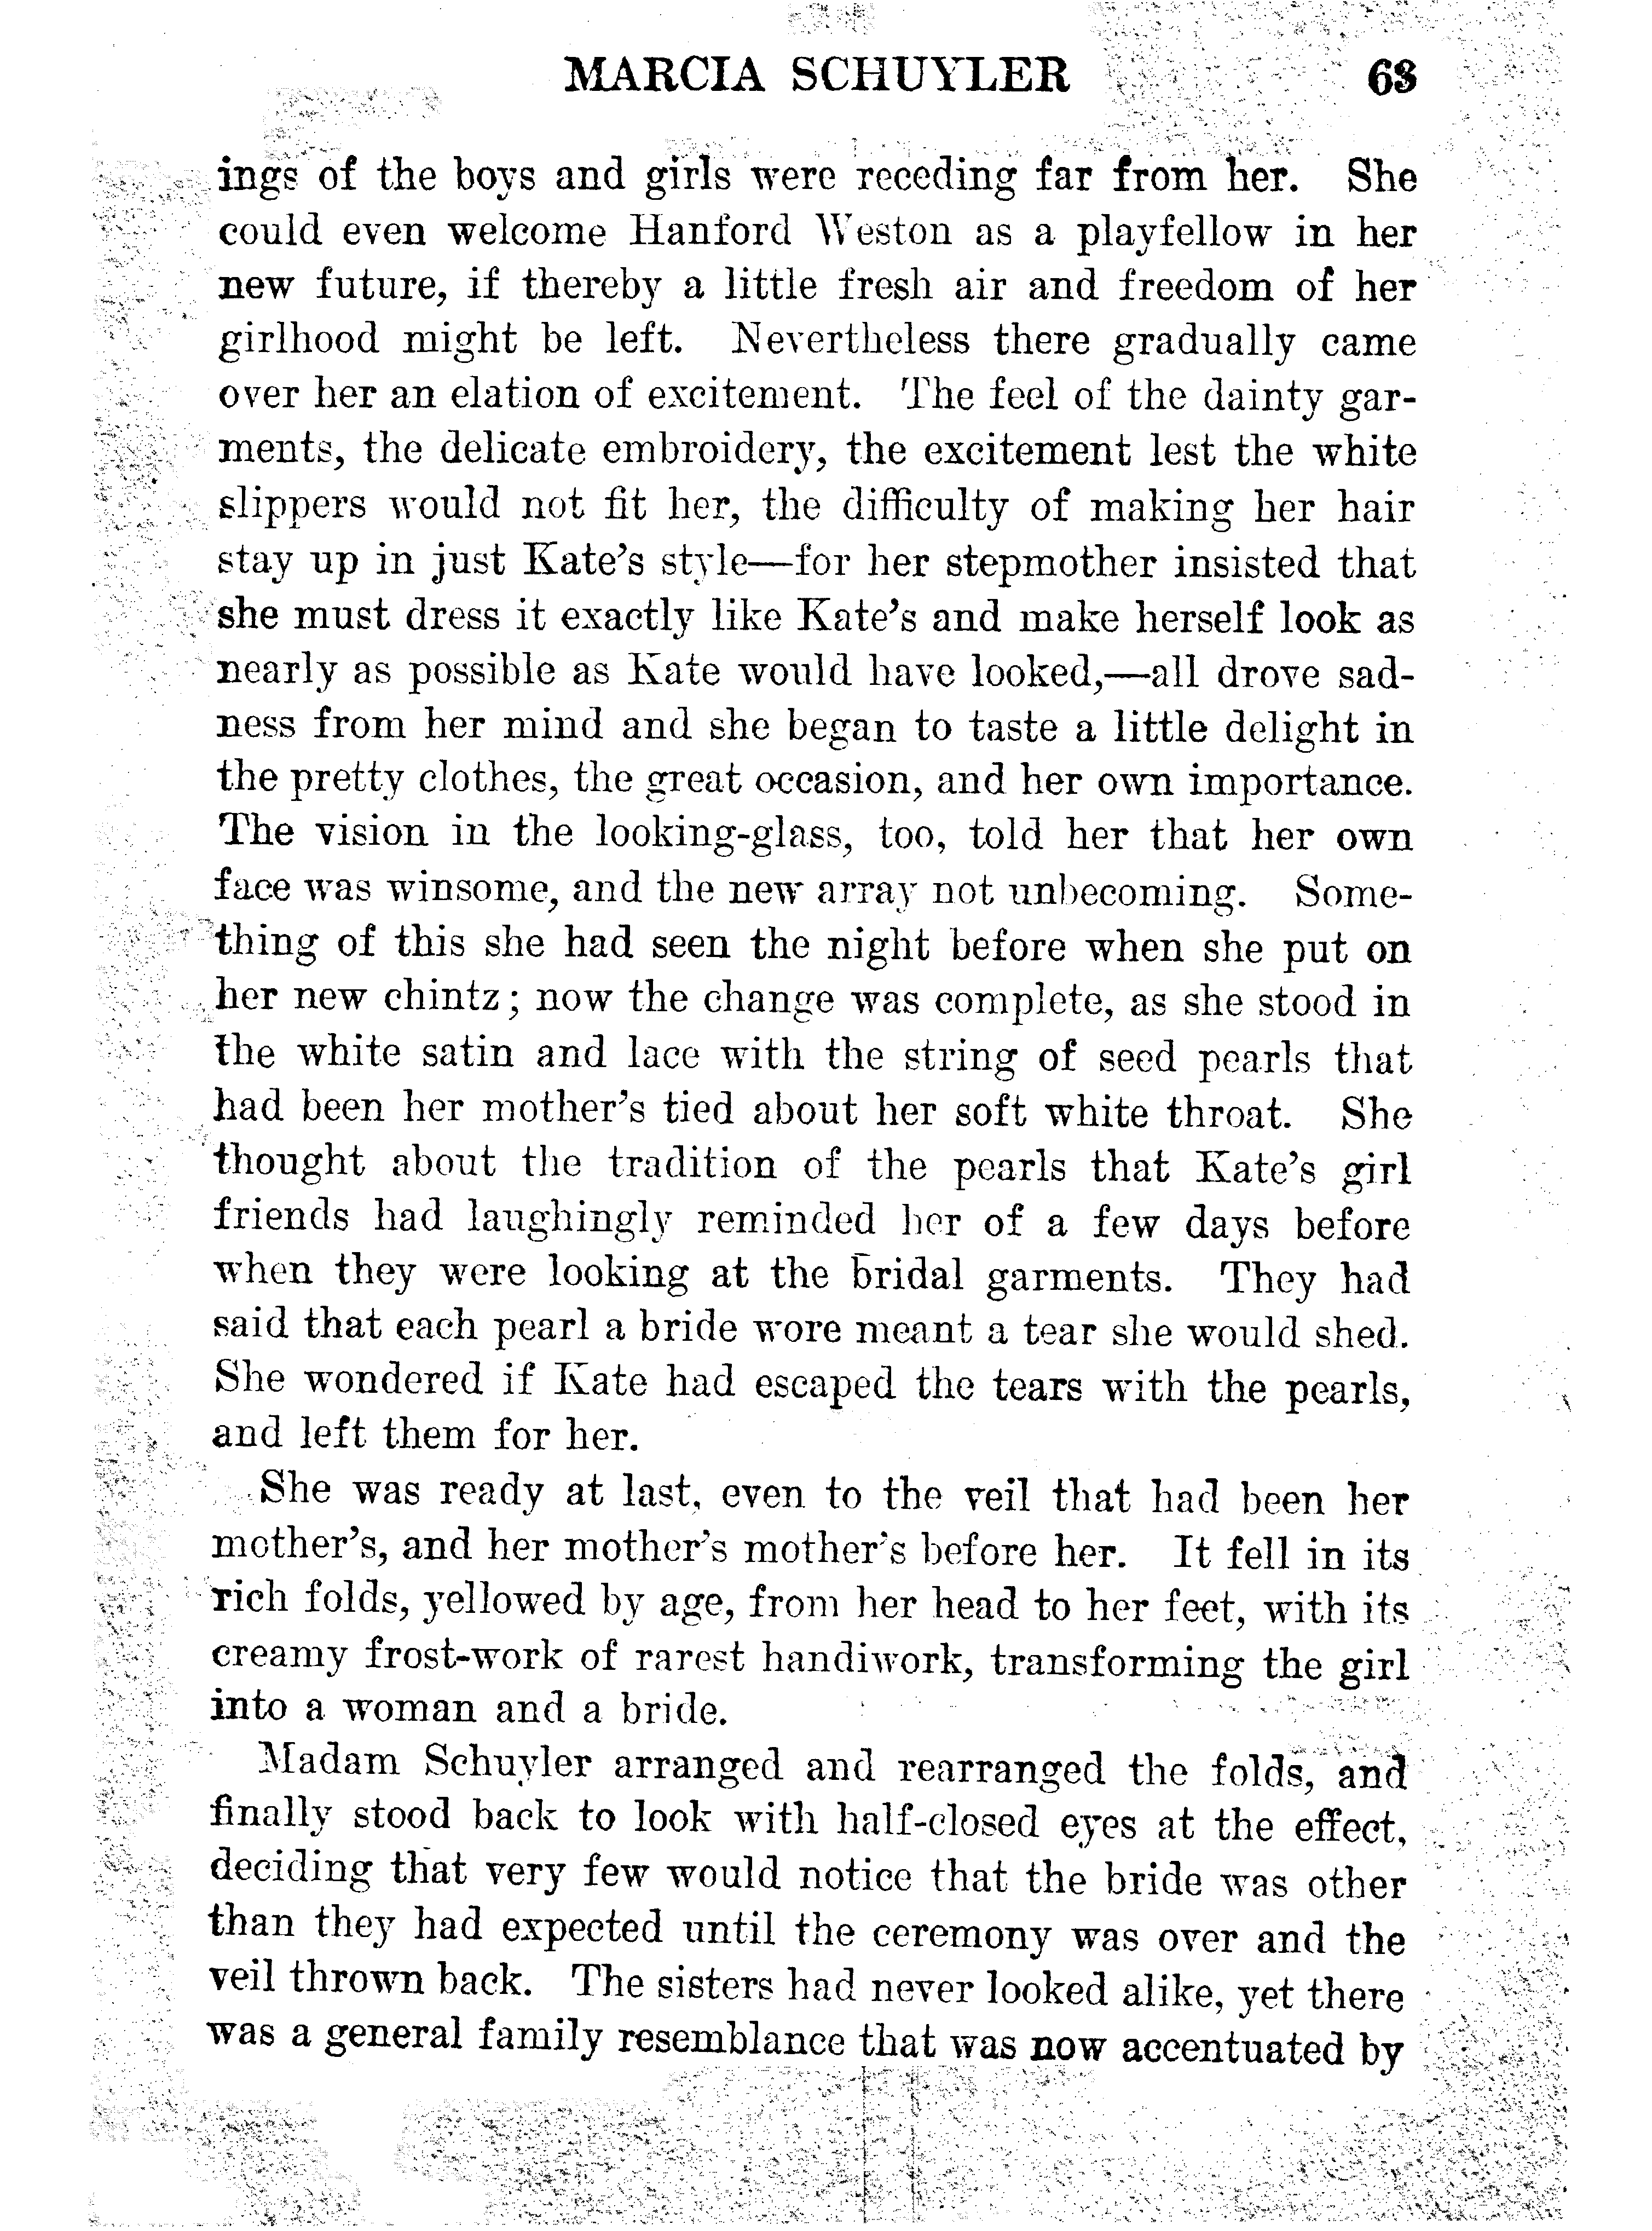 MARCIA SCHUYLER 63
ings of the boys and girls were receding far from her. She
could even welcome Hanford Weston as a playfellow in her
new future, if thereby a little fresh air and freedom of her
girlhood might be left. Nevertheless there gradually came
over her an elation of excitement. The feel of the dainty gar-
ments, the delicate embroidery, the excitement lest the white
slippers would not fit her, the difficulty of making her hair
stay up in just Kate's style—for her stepmother insisted that
she must dress it exactly like Kate's and make herself look as
nearly as possible as Kate would have looked,—all drove sad-
ness from her mind and she began to taste a little delight in
the pretty clothes, the great occasion, and her own importance.
The vision in the looking-glass, too, told her that her own
face was winsome, and the new array not unbecoming. Some-
thing of this she had seen the night before when she put on
her new chintz; now the change was complete, as she stood in
the white satin and lace with the string of seed pearls that
had been her mother's tied about her soft white throat. She
thought about the tradition of the pearls that Kate's girl
friends had laughingly reminded her of a few days before
when they were looking at the bridal garments. They had
said that each pearl a bride wore meant a tear she would shed.
She wondered if Kate had escaped the tears with the pearls,
and left them for her.
She was ready at last, even to the veil that had been her
mother's, and her mother's mother's before her. It fell in its
rich folds, yellowed by age, from her head to her feet, with its
creamy frost-work of rarest handiwork, transforming the girl
into a woman and a bride.
Madam Schuyler arranged and rearranged the folds, and
finally stood back to look with half-closed eyes at the effect,
deciding that very few would notice that the bride was other
than they had expected until the ceremony was over and the
veil thrown back. The sisters had never looked alike, yet there
was a general family resemblance that was now accentuated by